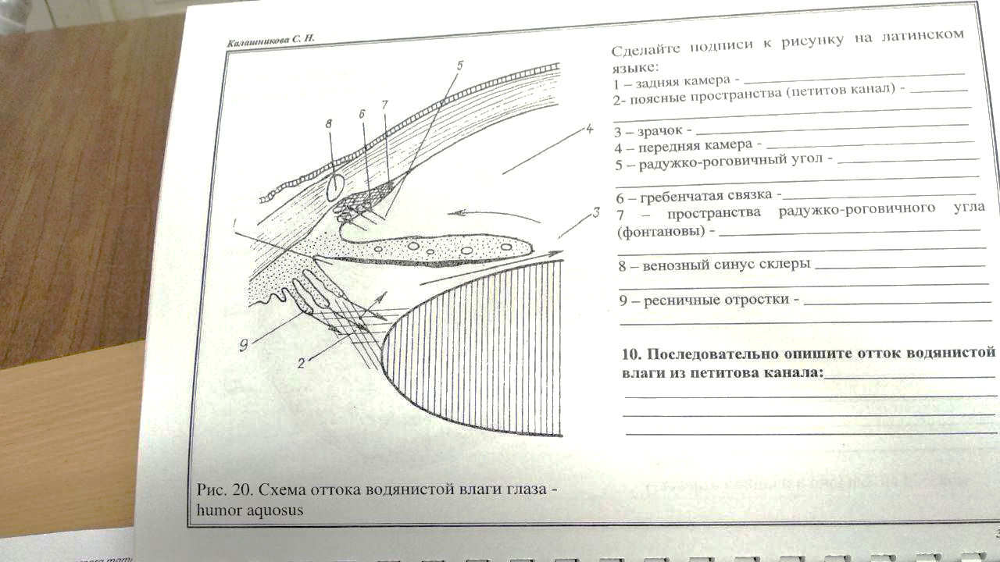 Калашникова С. Н.
5
7
6
8
4
3
1
9
2
Рис. 20. Схема оттока водянистой влаги глаза -
humor aquosus
Сделайте подписи к рисунку на латинском
языке:
1 – задняя камера -
2- поясные пространства (петитов канал) -
3 – зрачок -
4 – передняя камера -
5 – радужко-роговичный угол -
6 – гребенчатая связка -
7 – пространства радужко-роговичного угла
(фонтановы) -
8 – венозный синус склеры
9 – ресничные отростки -
10. Последовательно опишите отток водянистой
влаги из петитова канала: